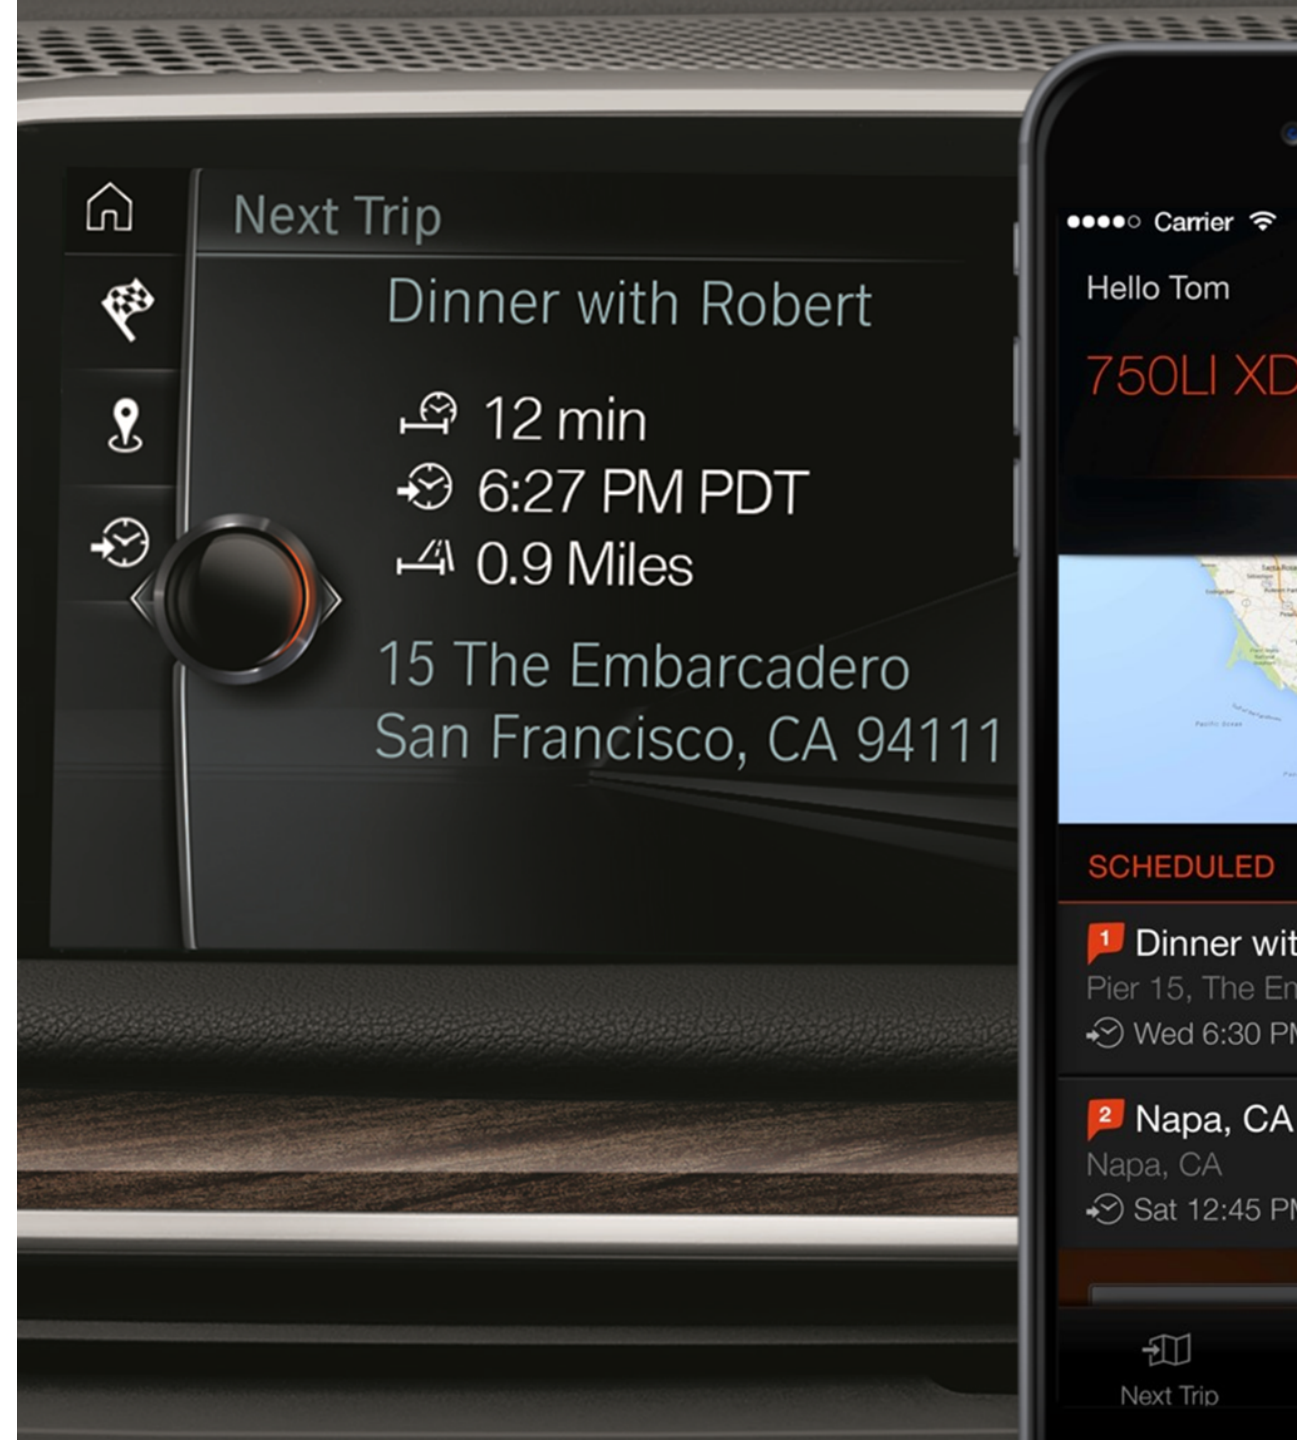 Next Trip
Dinner with Robert
12 min
6:27 PM PDT
0.9 Miles
15 The Embarcadero
San Francisco, CA 94111
Carrier
Hello Tom
750LI XD
SCHEDULED
1 Dinner wit
Pier 15, The Em
Wed 6:30 PM
2 Napa, CA
Napa, CA
Sat 12:45 PM
Next Trip